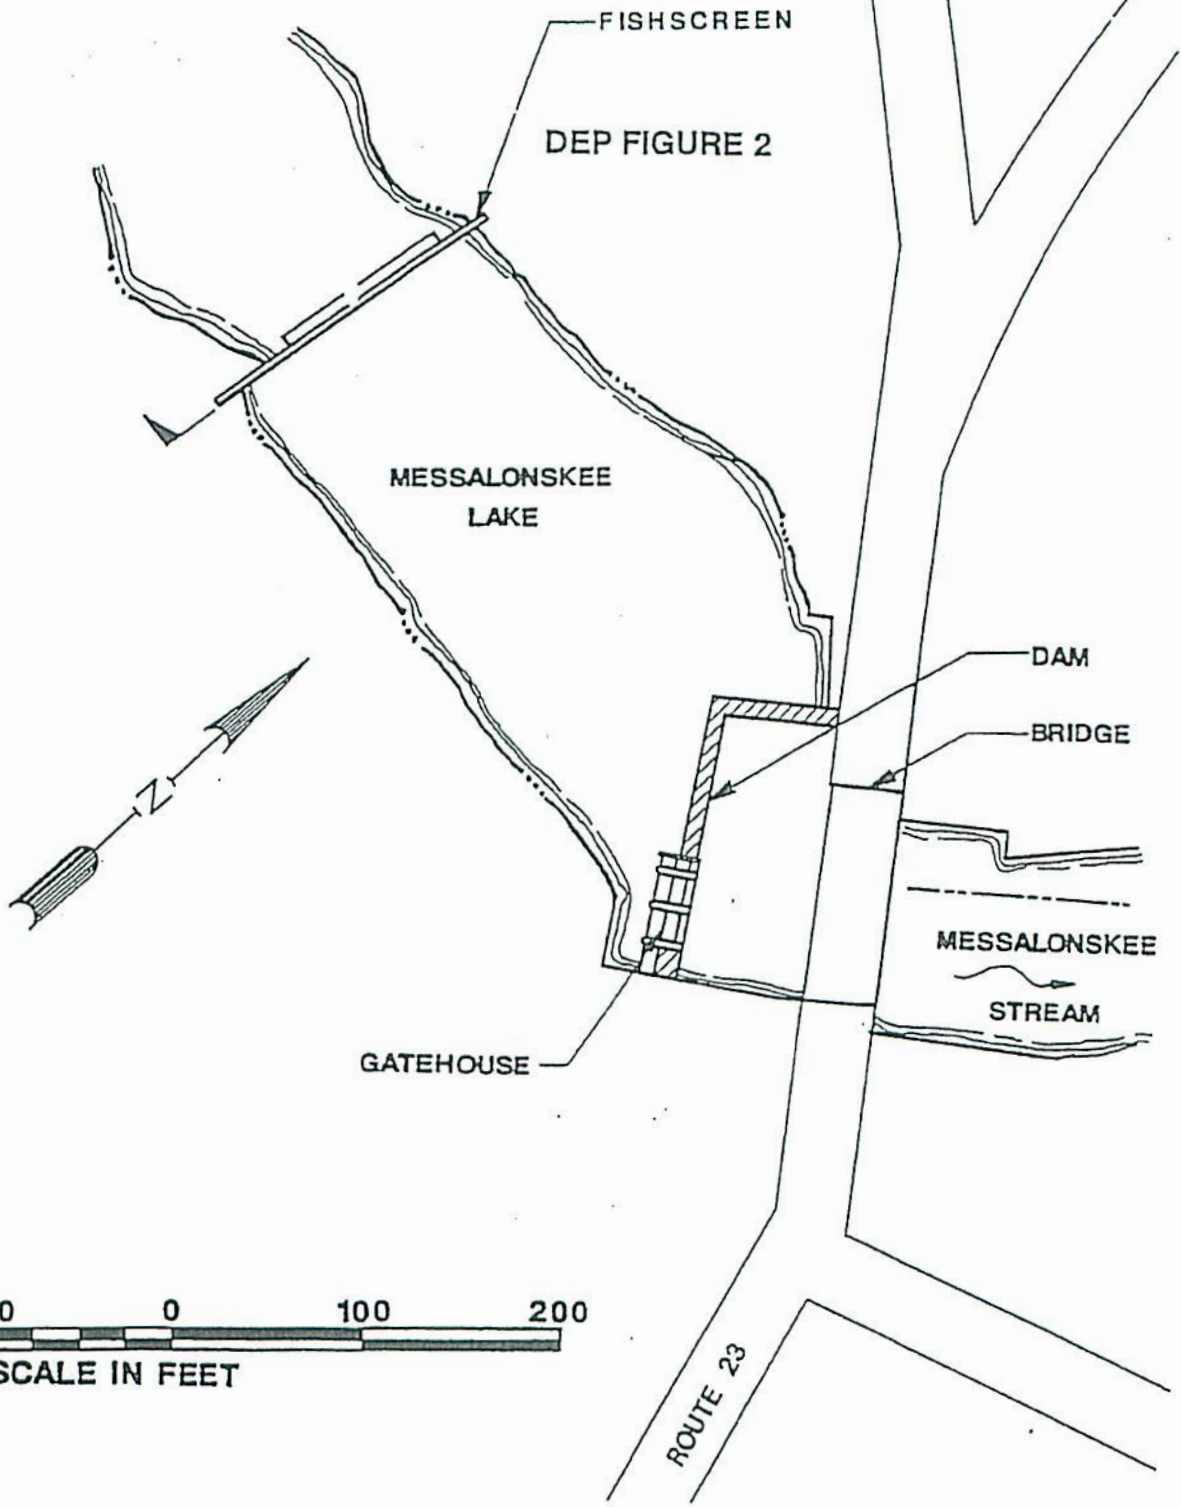 FISHSCREEN
DEP FIGURE 2
MESSALONSKEE
LAKE
DAM
BRIDGE
N
MESSALONSKEE
STREAM
GATEHOUSE
0 0 100 200
SCALE IN FEET
ROUTE 23